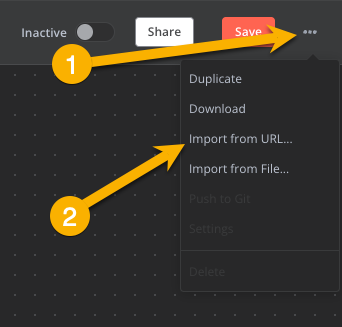 Inactive Share Save
1
Duplicate
Download
Import from URL...
Import from File...
2
Push to Git
Settings
Delete